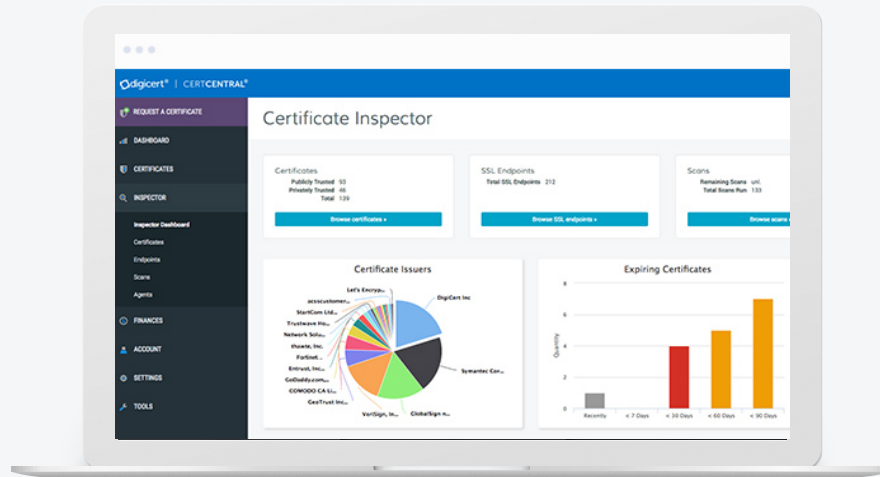 digicert® | CERTCENTRAL®
REQUEST A CERTIFICATE
DASHBOARD
CERTIFICATES
INSPECTOR
Inspector Dashboard
Certificates
Endpoints
Scans
Agents
FINANCES
ACCOUNT
SETTINGS
TOOLS
Certificate Inspector
Certificates
Publicly Trusted 93
Privately Trusted 46
Total 139
Browse certificates »
SSL Endpoints
Total SSL Endpoints 212
Browse SSL endpoints »
Scans
Remaining Scans unl.
Total Scans Run 133
Browse scans
Certificate Issuers
Let's Encryp...
acsscustomer...
StartCom Ltd...
Trustwave Ho...
Network Solu...
thawte, Inc.
Fortinet...
Entrust, Inc...
GoDaddy.com,...
COMODO CA Li...
GeoTrust Inc...
VeriSign, In...
GlobalSign n...
Symantec Cor...
DigiCert Inc
Expiring Certificates
Quantity
8
6
4
2
0
Recently
< 7 Days
< 30 Days
< 60 Days
< 90 Days